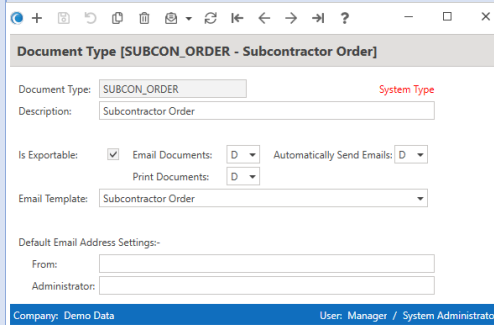 Document Type [SUBCON_ORDER - Subcontractor Order]
Document Type: SUBCON_ORDER System Type
Description: Subcontractor Order
Is Exportable: Email Documents: D Automatically Send Emails: D
Print Documents: D
Email Template: Subcontractor Order
Default Email Address Settings:-
From:
Administrator:
Company: Demo Data User: Manager / System Administrato